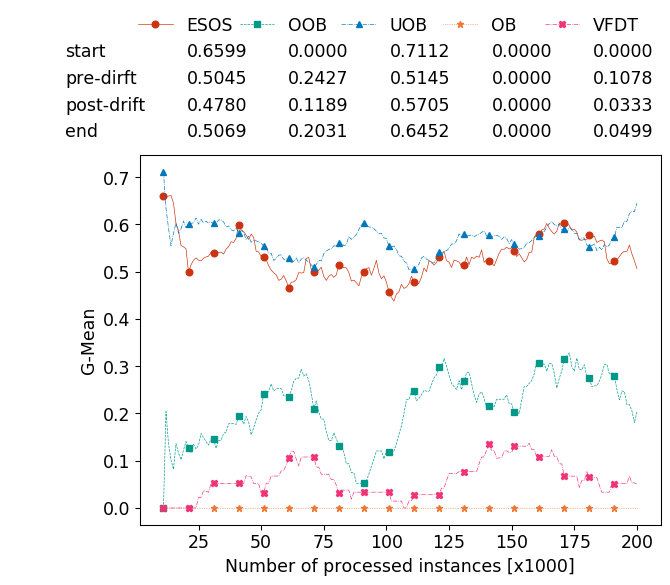 ESOS OOB UOB OB VFDT
start 0.6599 0.0000 0.7112 0.0000 0.0000
pre-dirft 0.5045 0.2427 0.5145 0.0000 0.1078
post-drift 0.4780 0.1189 0.5705 0.0000 0.0333
end 0.5069 0.2031 0.6452 0.0000 0.0499
0.7
0.6
0.5
0.4
0.3
0.2
0.1
0.0
G-Mean
25 50 75 100 125 150 175 200
Number of processed instances [x1000]